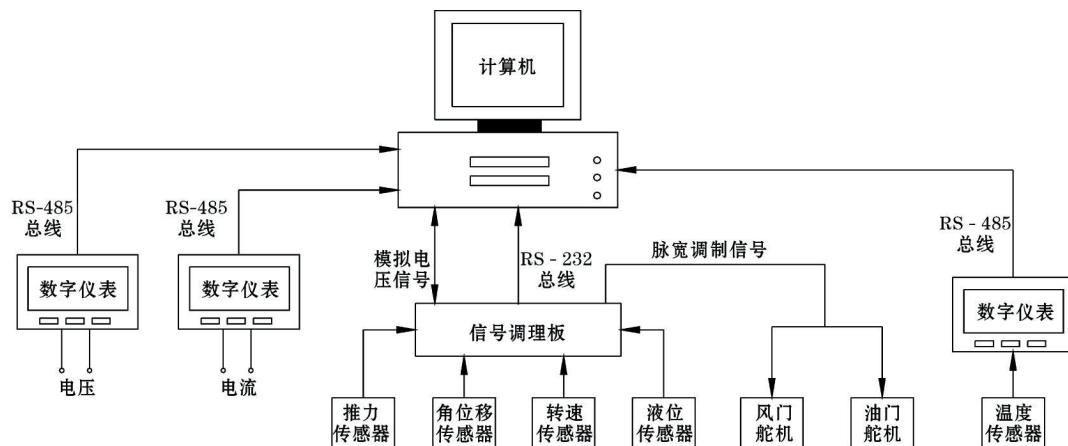 计算机
RS-485
总线
RS-485
总线
模拟电
压信号
RS - 232
总线
脉宽调制信号
RS - 485
总线
数字仪表
数字仪表
数字仪表
信号调理板
电压
电流
推力
传感器
角位移
传感器
转速
传感器
液位
传感器
风门
舵机
油门
舵机
温度
传感器